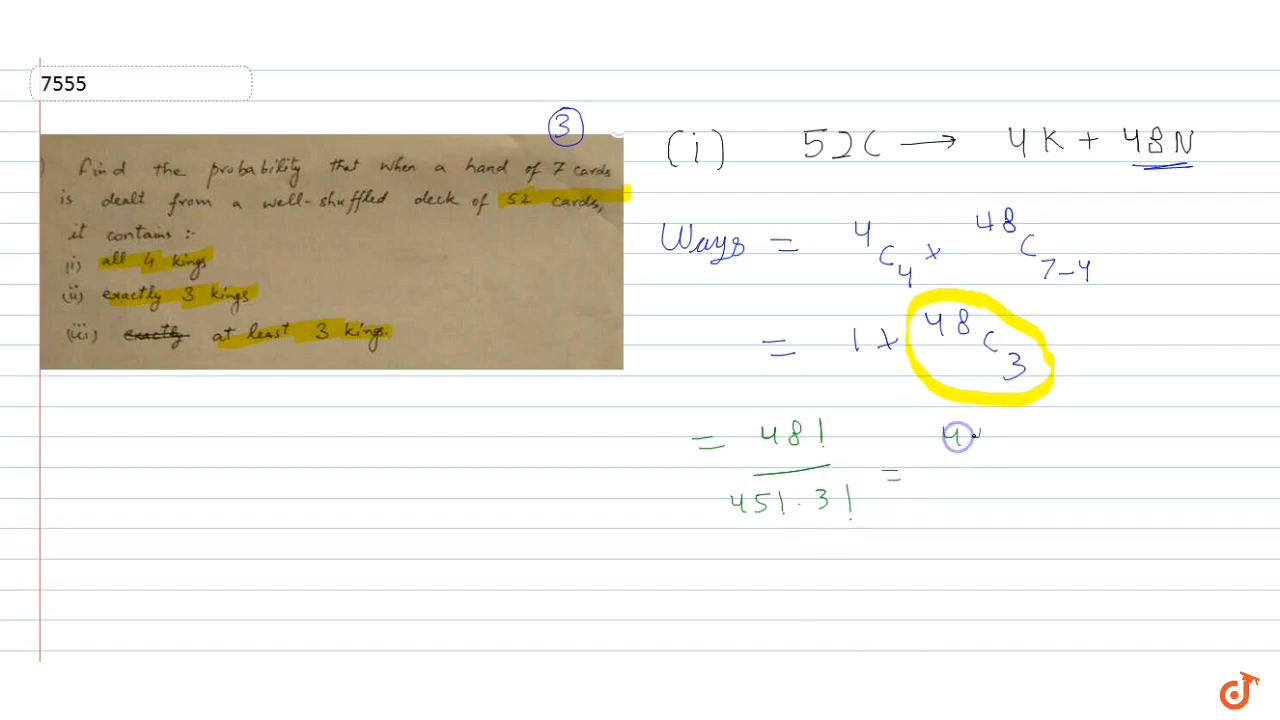 7555
3
) Find the probability that when a hand of 7 cards
is dealt from a well-shuffled deck of 52 cards,
it contains :-
(i) all 4 kings
(ii) exactly 3 kings
(iii) exactly at least 3 kings.
(i) 52C → 4K + 48N
Ways = ⁴C₄ × ⁴⁸C₇₋₄
= 1 × ⁴⁸C₃
= 48! / 45! · 3! = 4